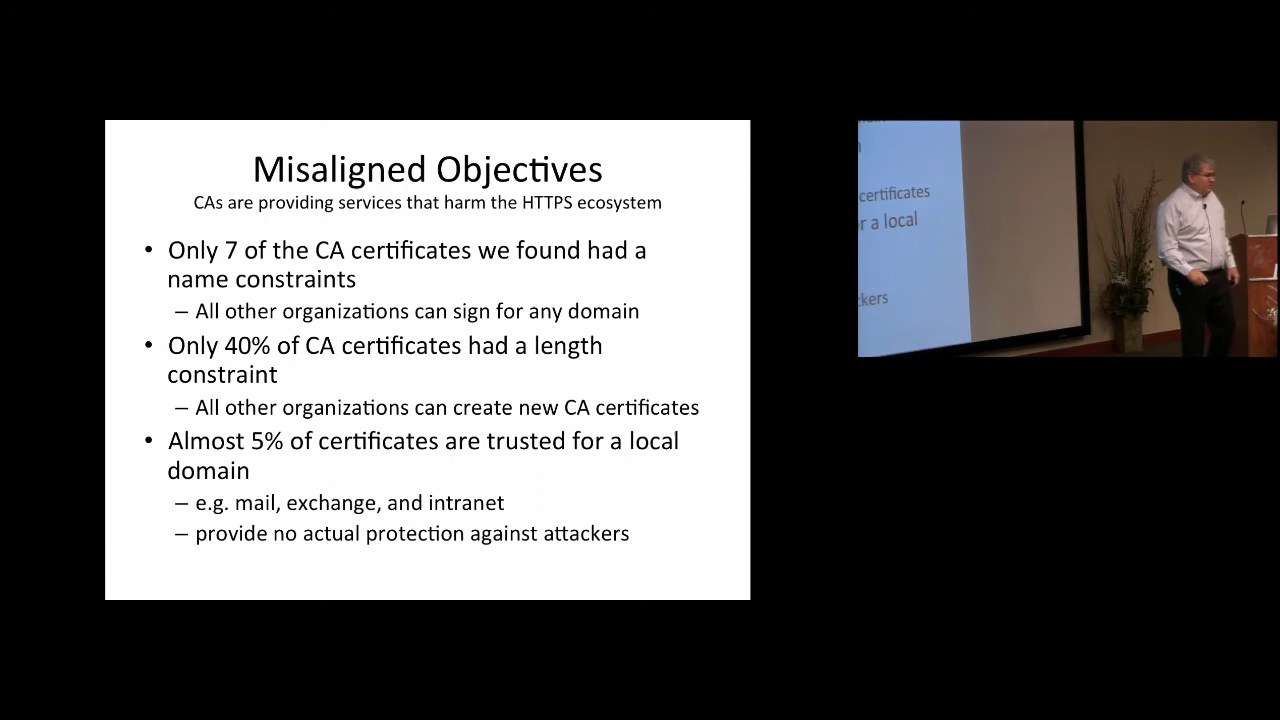 Misaligned Objectives
CAs are providing services that harm the HTTPS ecosystem
• Only 7 of the CA certificates we found had a
name constraints
– All other organizations can sign for any domain
• Only 40% of CA certificates had a length
constraint
– All other organizations can create new CA certificates
• Almost 5% of certificates are trusted for a local
domain
– e.g. mail, exchange, and intranet
– provide no actual protection against attackers
certificates
r a local
ckers